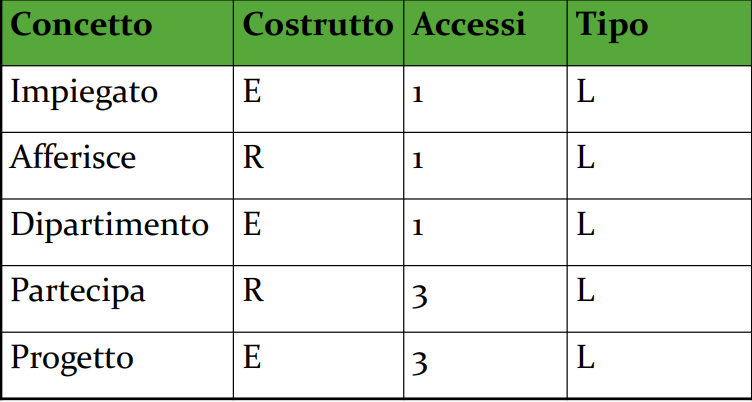 Concetto Costrutto Accessi Tipo
Impiegato E 1 L
Afferisce R 1 L
Dipartimento E 1 L
Partecipa R 3 L
Progetto E 3 L